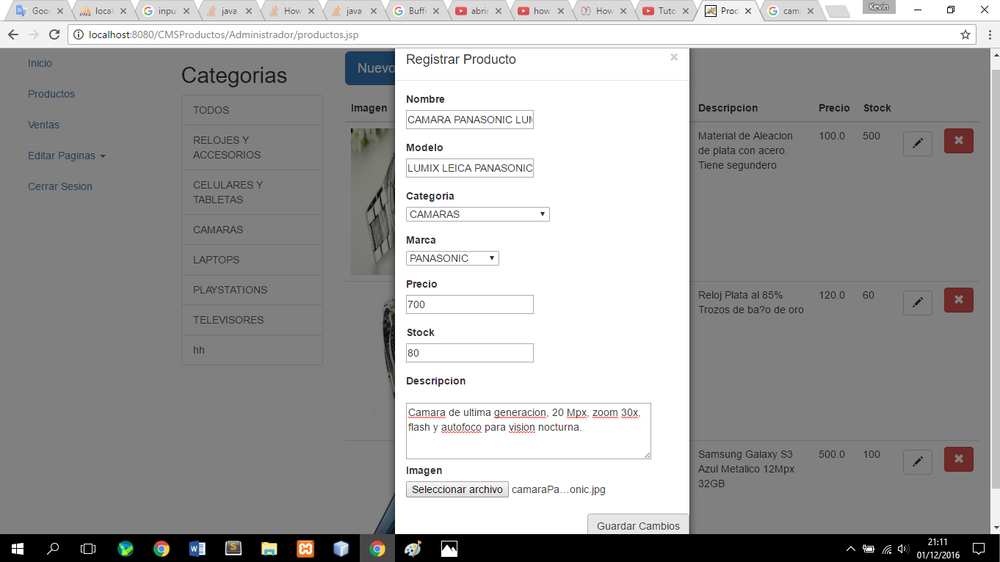 Goo
local
input
java
How
java
Buffe
abrir
how
How
Tuto
Prod
cam
Kevin
localhost:8080/CMSProductos/Administrador/productos.jsp
Inicio
Productos
Ventas
Editar Paginas
Cerrar Sesion
Categorias
TODOS
RELOJES Y
ACCESORIOS
CELULARES Y
TABLETAS
CAMARAS
LAPTOPS
PLAYSTATIONS
TELEVISORES
hh
Nuevo
Imagen
Registrar Producto
×
Nombre
CAMARA PANASONIC LUM
Modelo
LUMIX LEICA PANASONIC
Categoria
CAMARAS
Marca
PANASONIC
Precio
700
Stock
80
Descripcion
Camara de ultima generacion, 20 Mpx, zoom 30x,
flash y autofoco para vision nocturna.
Imagen
Seleccionar archivo camaraPa…onic.jpg
Guardar Cambios
Descripcion Precio Stock
Material de Aleacion 100.0 500
de plata con acero.
Tiene segundero
Reloj Plata al 85% 120.0 60
Trozos de ba?o de oro
Samsung Galaxy S3 500.0 100
Azul Metalico 12Mpx
32GB
21:11
01/12/2016